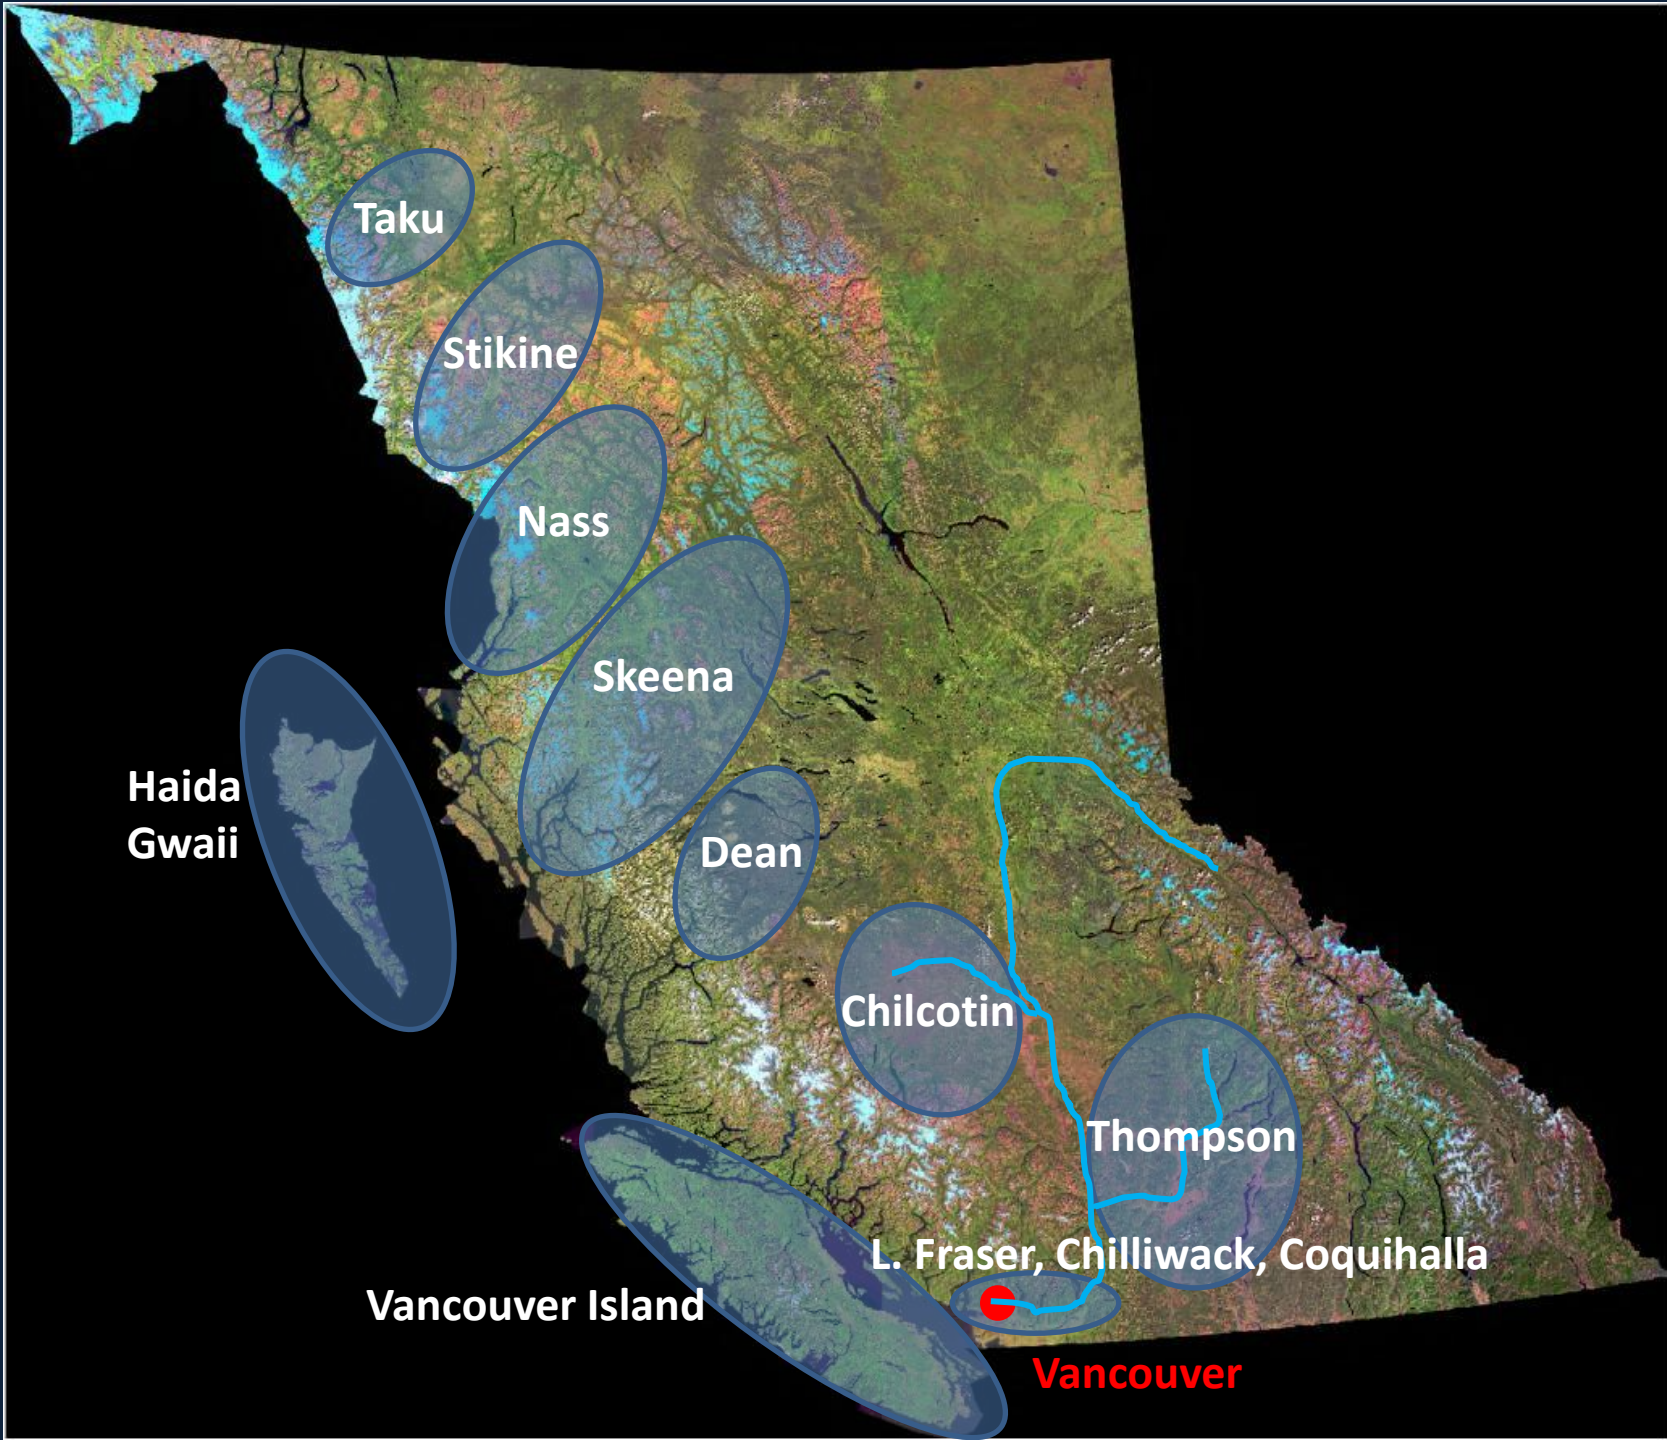 Taku
Stikine
Nass
Skeena
Haida
Gwaii
Dean
Chilcotin
Thompson
L. Fraser, Chilliwack, Coquihalla
Vancouver Island
Vancouver